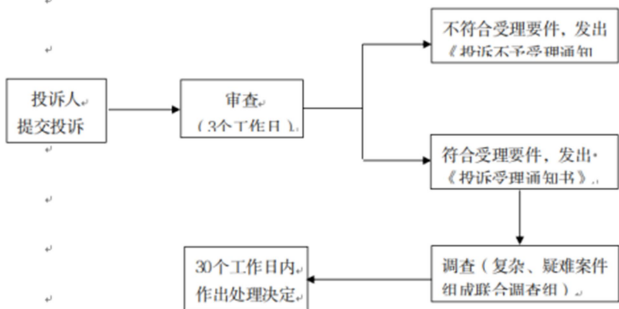 投诉人
提交投诉
审查
（3个工作日）
不符合受理要件，发出
《投诉不予受理通知
符合受理要件，发出
《投诉受理通知书》
调查（复杂、疑难案件
组成联合调查组）
30个工作日内
作出处理决定